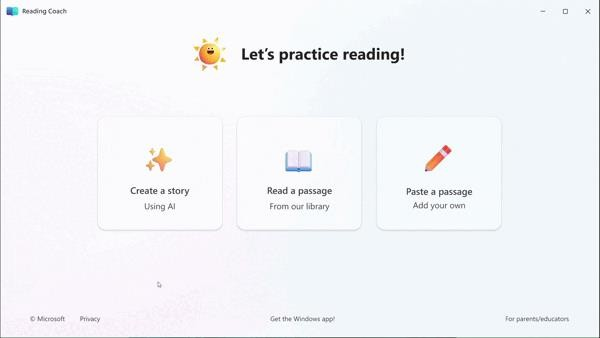 Reading Coach
Let's practice reading!
Create a story
Using AI
Read a passage
From our library
Paste a passage
Add your own
© Microsoft
Privacy
Get the Windows app!
For parents/educators